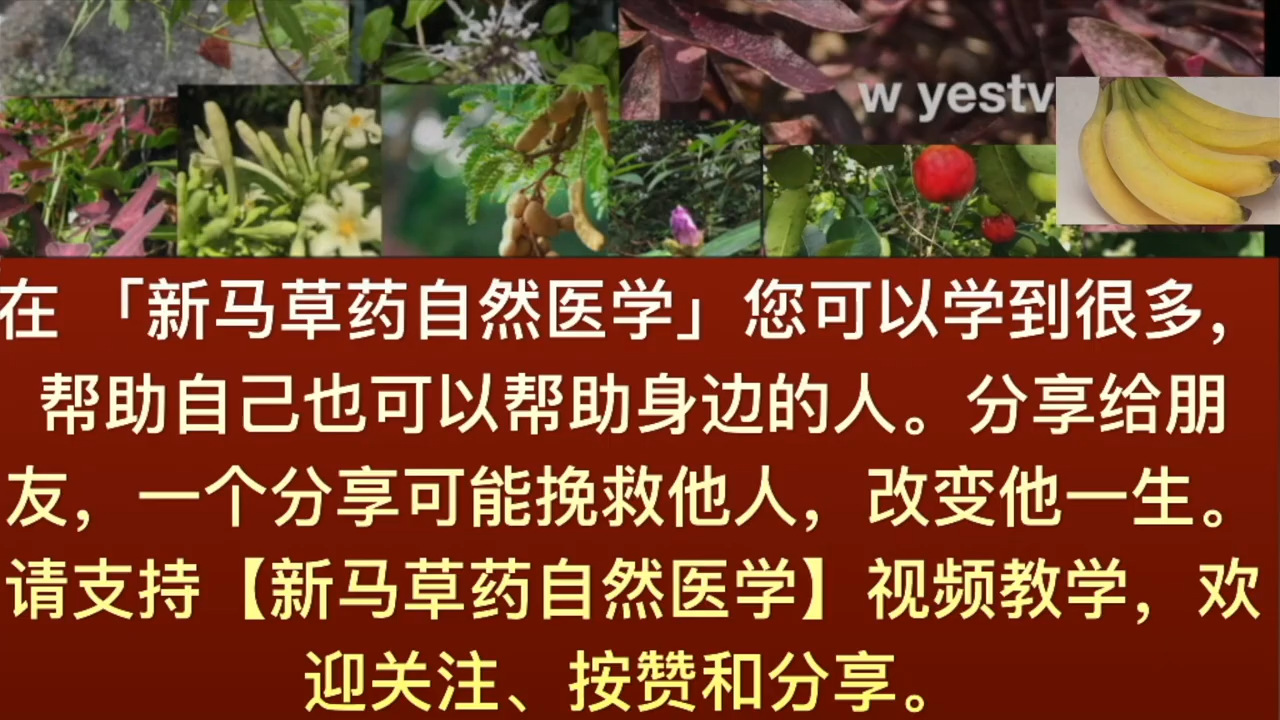 w yestv
在 「新马草药自然医学」您可以学到很多，
帮助自己也可以帮助身边的人。分享给朋
友，一个分享可能挽救他人，改变他一生。
请支持【新马草药自然医学】视频教学，欢
迎关注、按赞和分享。